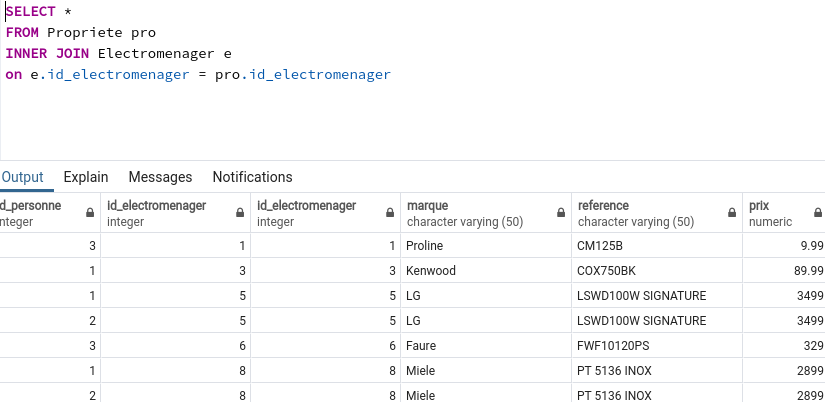 SELECT *
FROM Propriete pro
INNER JOIN Electromenager e
on e.id_electromenager = pro.id_electromenager
Output Explain Messages Notifications
d_personne id_electromenager id_electromenager marque reference prix
nteger integer integer character varying (50) character varying (50) numeric
3 1 1 Proline CM125B 9.99
1 3 3 Kenwood COX750BK 89.99
1 5 5 LG LSWD100W SIGNATURE 3499
2 5 5 LG LSWD100W SIGNATURE 3499
3 6 6 Faure FWF10120PS 329
1 8 8 Miele PT 5136 INOX 2899
2 8 8 Miele PT 5136 INOX 2899